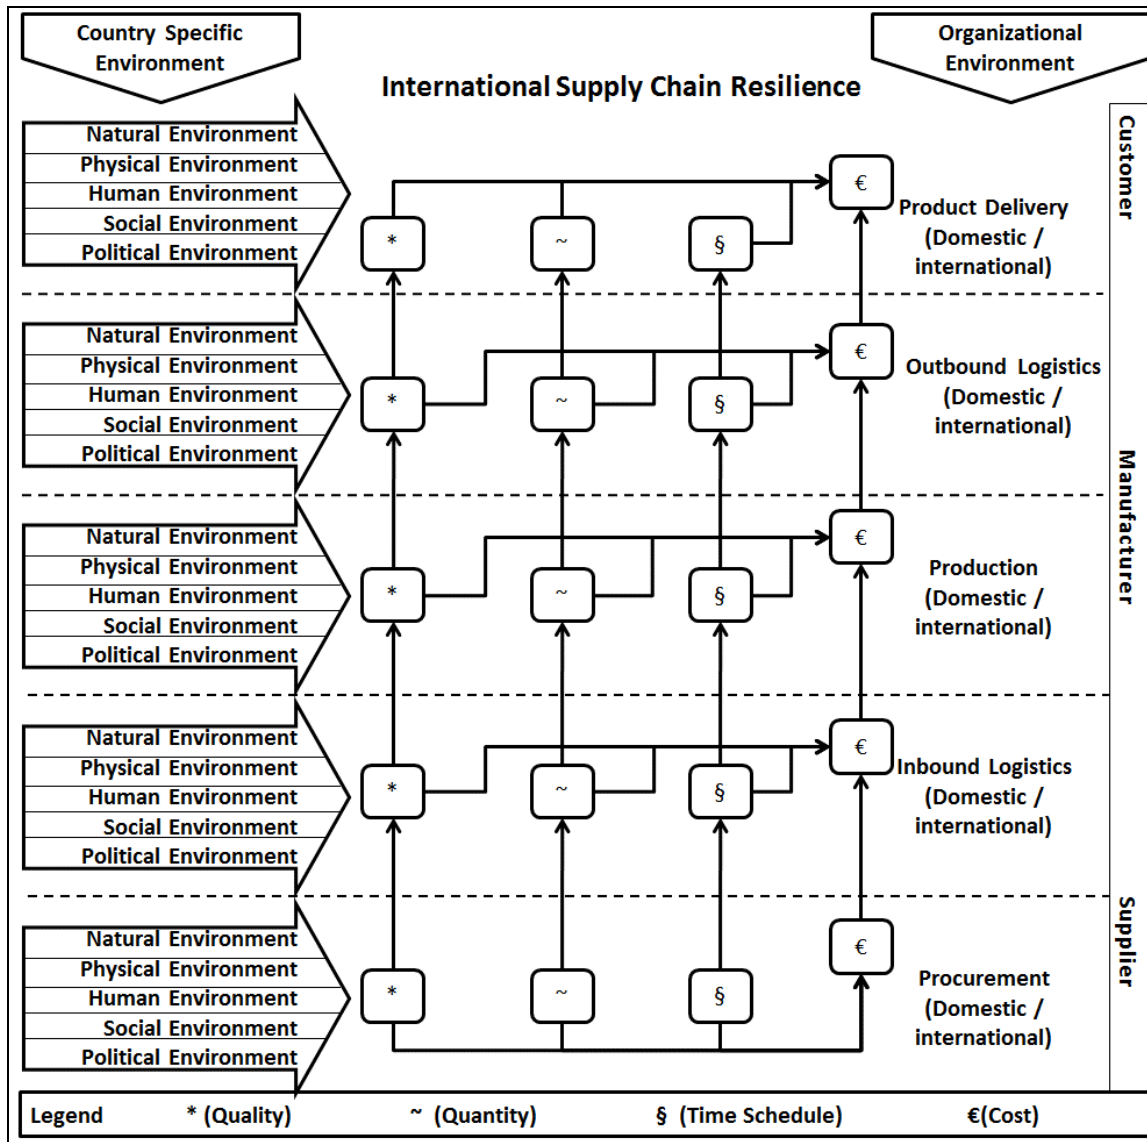 Country Specific
Environment
Organizational
Environment
International Supply Chain Resilience
Customer
Manufacturer
Supplier
Natural Environment
Physical Environment
Human Environment
Social Environment
Political Environment
€
* ~ §
Product Delivery
(Domestic /
international)
Natural Environment
Physical Environment
Human Environment
Social Environment
Political Environment
€
* ~ §
Outbound Logistics
(Domestic /
international)
Natural Environment
Physical Environment
Human Environment
Social Environment
Political Environment
€
* ~ §
Production
(Domestic /
international)
Natural Environment
Physical Environment
Human Environment
Social Environment
Political Environment
€
* ~ §
Inbound Logistics
(Domestic /
international)
Natural Environment
Physical Environment
Human Environment
Social Environment
Political Environment
€
* ~ §
Procurement
(Domestic /
international)
Legend * (Quality) ~ (Quantity) § (Time Schedule) €(Cost)